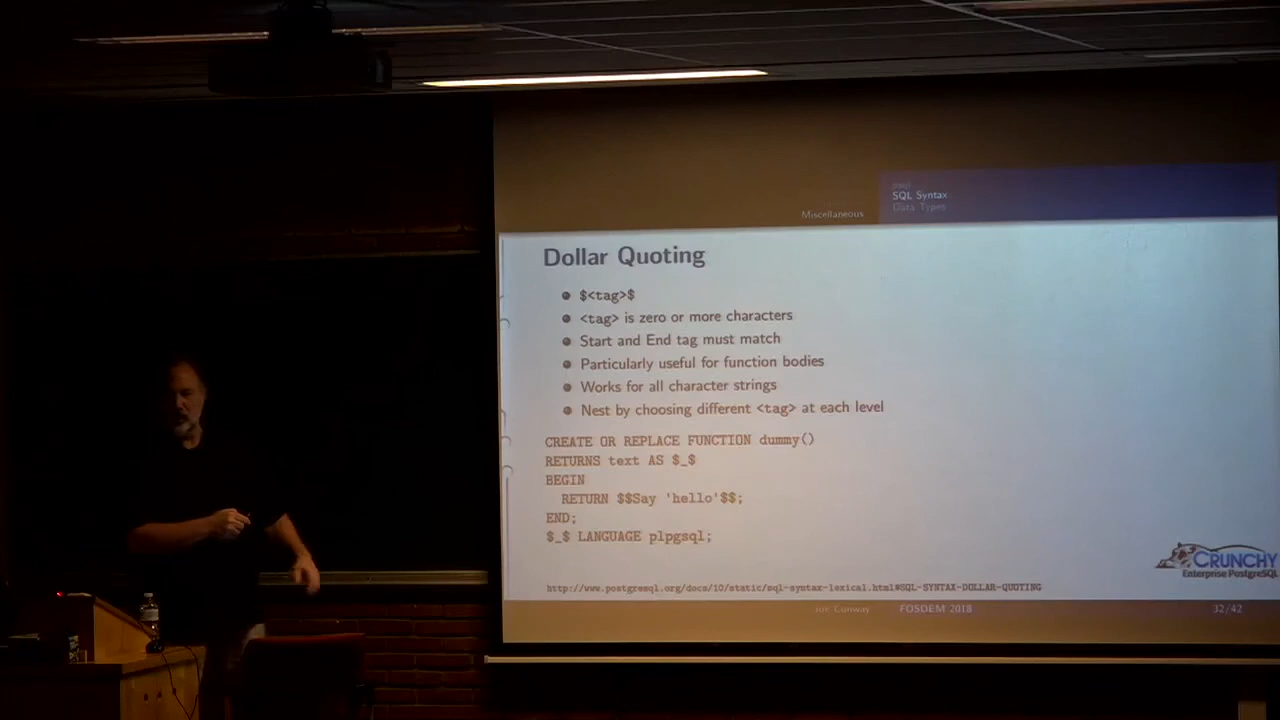 psql
SQL Syntax
Data Types
Miscellaneous
Dollar Quoting
$<tag>$
<tag> is zero or more characters
Start and End tag must match
Particularly useful for function bodies
Works for all character strings
Nest by choosing different <tag> at each level
CREATE OR REPLACE FUNCTION dummy()
RETURNS text AS $_$
BEGIN
RETURN $$Say 'hello'$$;
END;
$_$ LANGUAGE plpgsql;
CRUNCHY
Enterprise PostgreSQL
http://www.postgresql.org/docs/10/static/sql-syntax-lexical.html#SQL-SYNTAX-DOLLAR-QUOTING
Joe Conway FOSDEM 2018 32/42